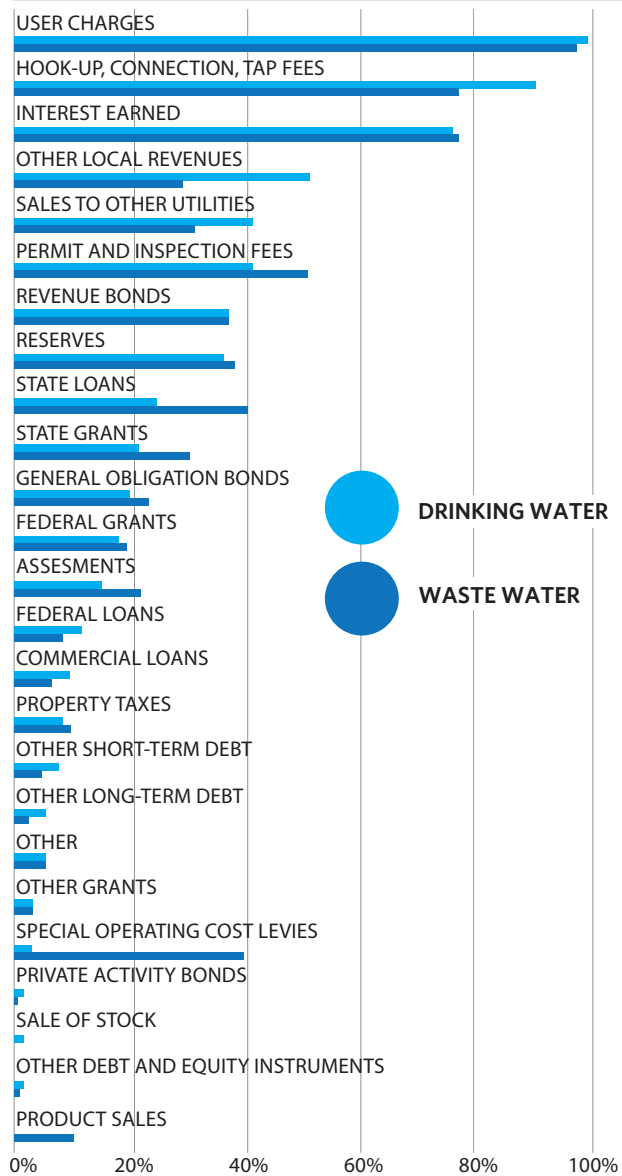 USER CHARGES
HOOK-UP, CONNECTION, TAP FEES
INTEREST EARNED
OTHER LOCAL REVENUES
SALES TO OTHER UTILITIES
PERMIT AND INSPECTION FEES
REVENUE BONDS
RESERVES
STATE LOANS
STATE GRANTS
GENERAL OBLIGATION BONDS
DRINKING WATER
FEDERAL GRANTS
ASSESMENTS
WASTE WATER
FEDERAL LOANS
COMMERCIAL LOANS
PROPERTY TAXES
OTHER SHORT-TERM DEBT
OTHER LONG-TERM DEBT
OTHER
OTHER GRANTS
SPECIAL OPERATING COST LEVIES
PRIVATE ACTIVITY BONDS
SALE OF STOCK
OTHER DEBT AND EQUITY INSTRUMENTS
PRODUCT SALES
0% 20% 40% 60% 80% 100%